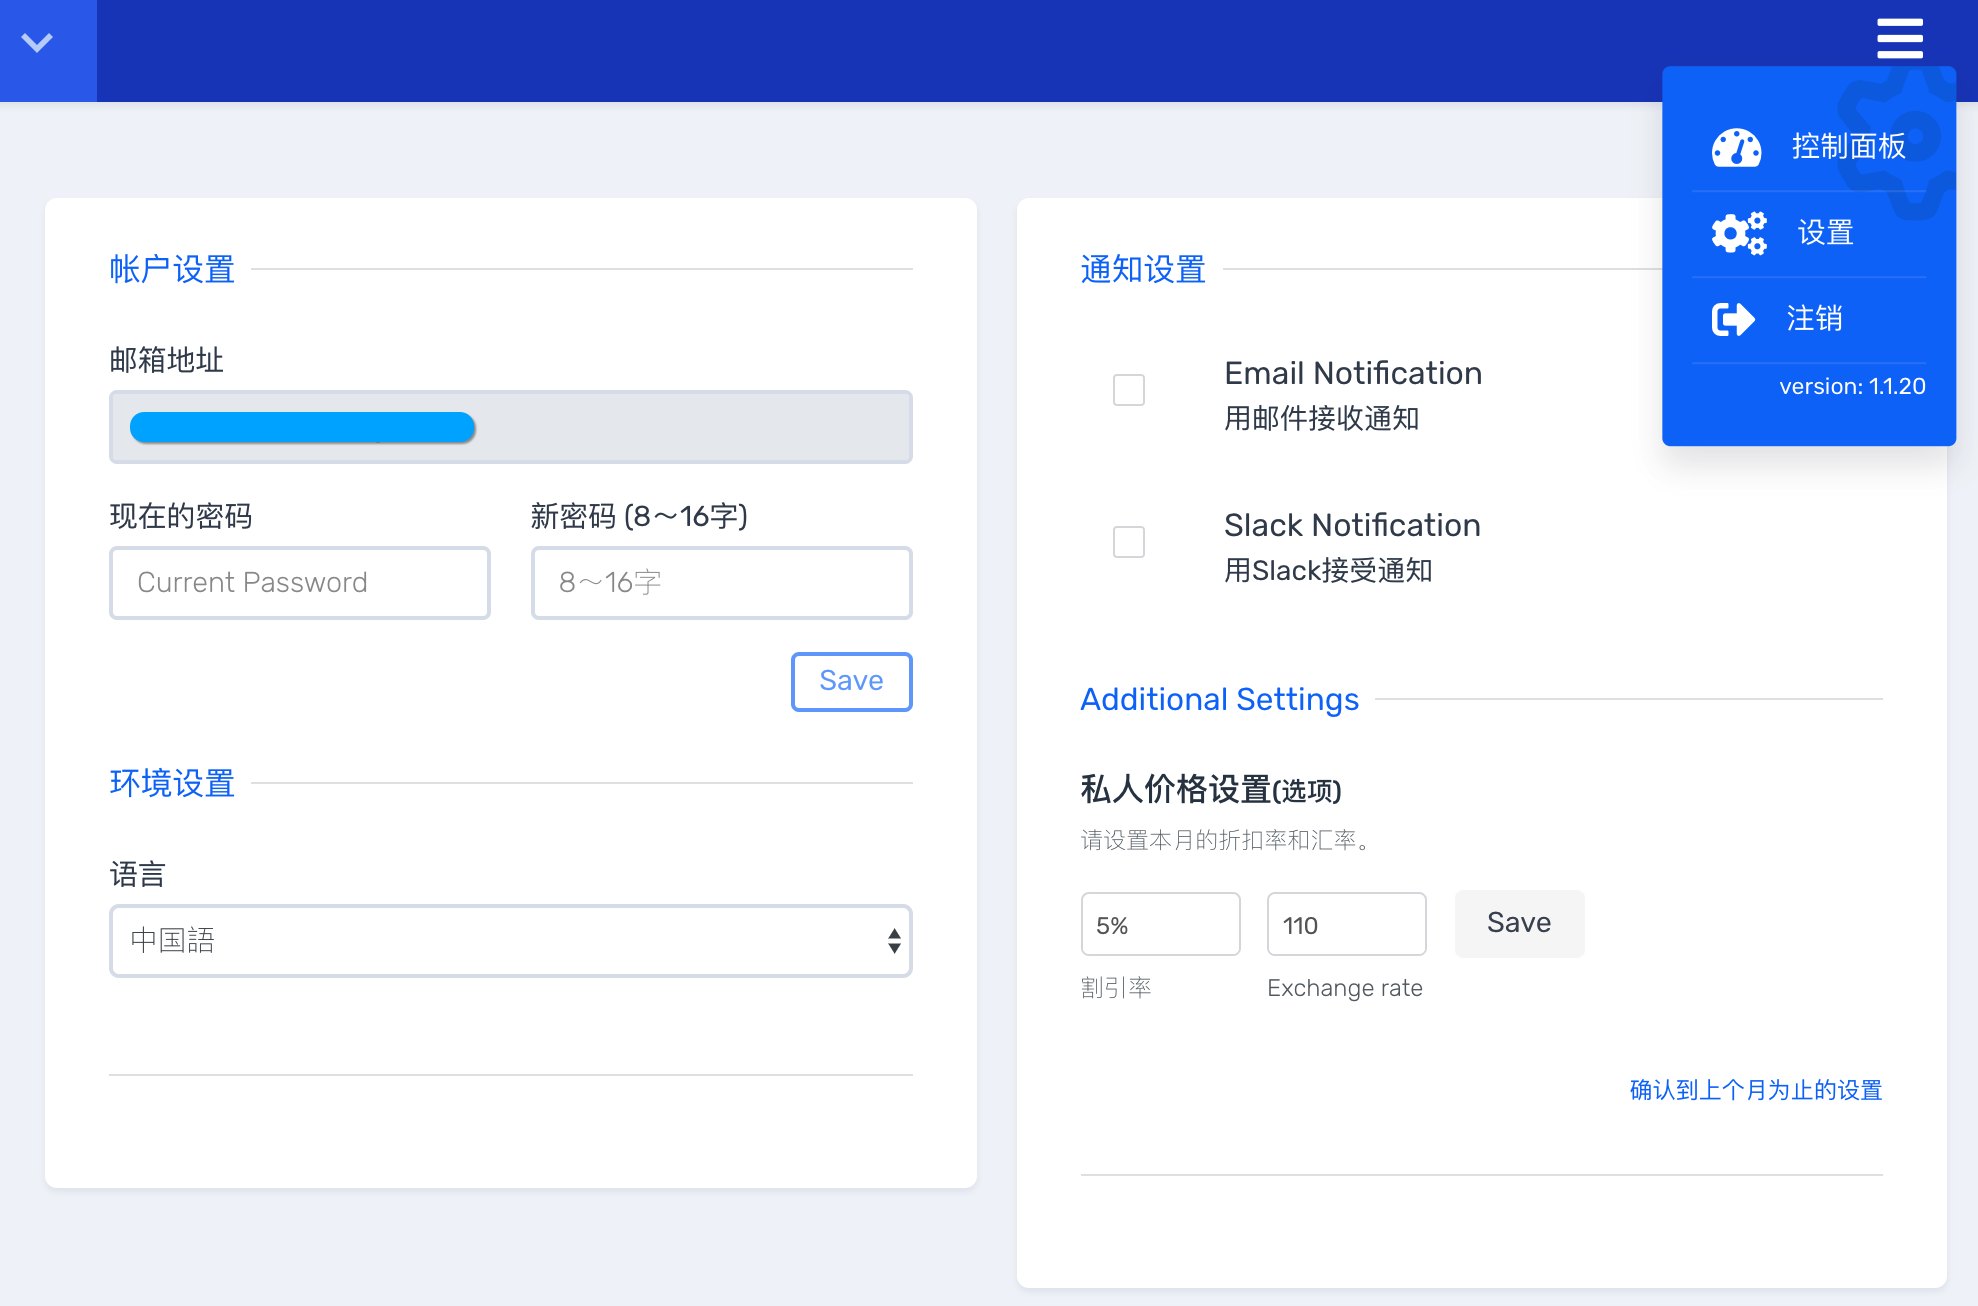 控制面板
设置
注销
version: 1.1.20
帐户设置
邮箱地址
现在的密码
新密码 (8～16字)
Current Password
8～16字
Save
环境设置
语言
中国語
通知设置
Email Notification
用邮件接收通知
Slack Notification
用Slack接受通知
Additional Settings
私人价格设置(选项)
请设置本月的折扣率和汇率。
5%
110
Save
割引率
Exchange rate
确认到上个月为止的设置